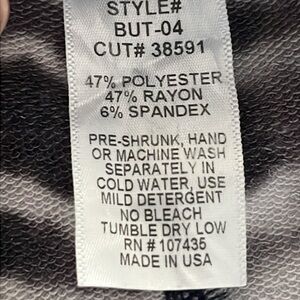 STYLE#
BUT-04
CUT# 38591
47% POLYESTER
47% RAYON
6% SPANDEX
PRE-SHRUNK, HAND
OR MACHINE WASH
SEPARATELY IN
COLD WATER, USE
MILD DETERGENT
NO BLEACH
TUMBLE DRY LOW
RN # 107435
MADE IN USA